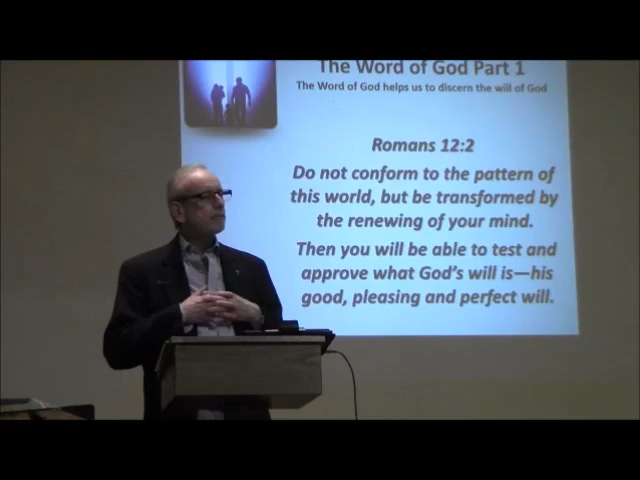 The Word of God Part 1
The Word of God helps us to discern the will of God
Romans 12:2
Do not conform to the pattern of
this world, but be transformed by
the renewing of your mind.
Then you will be able to test and
approve what God's will is—his
good, pleasing and perfect will.